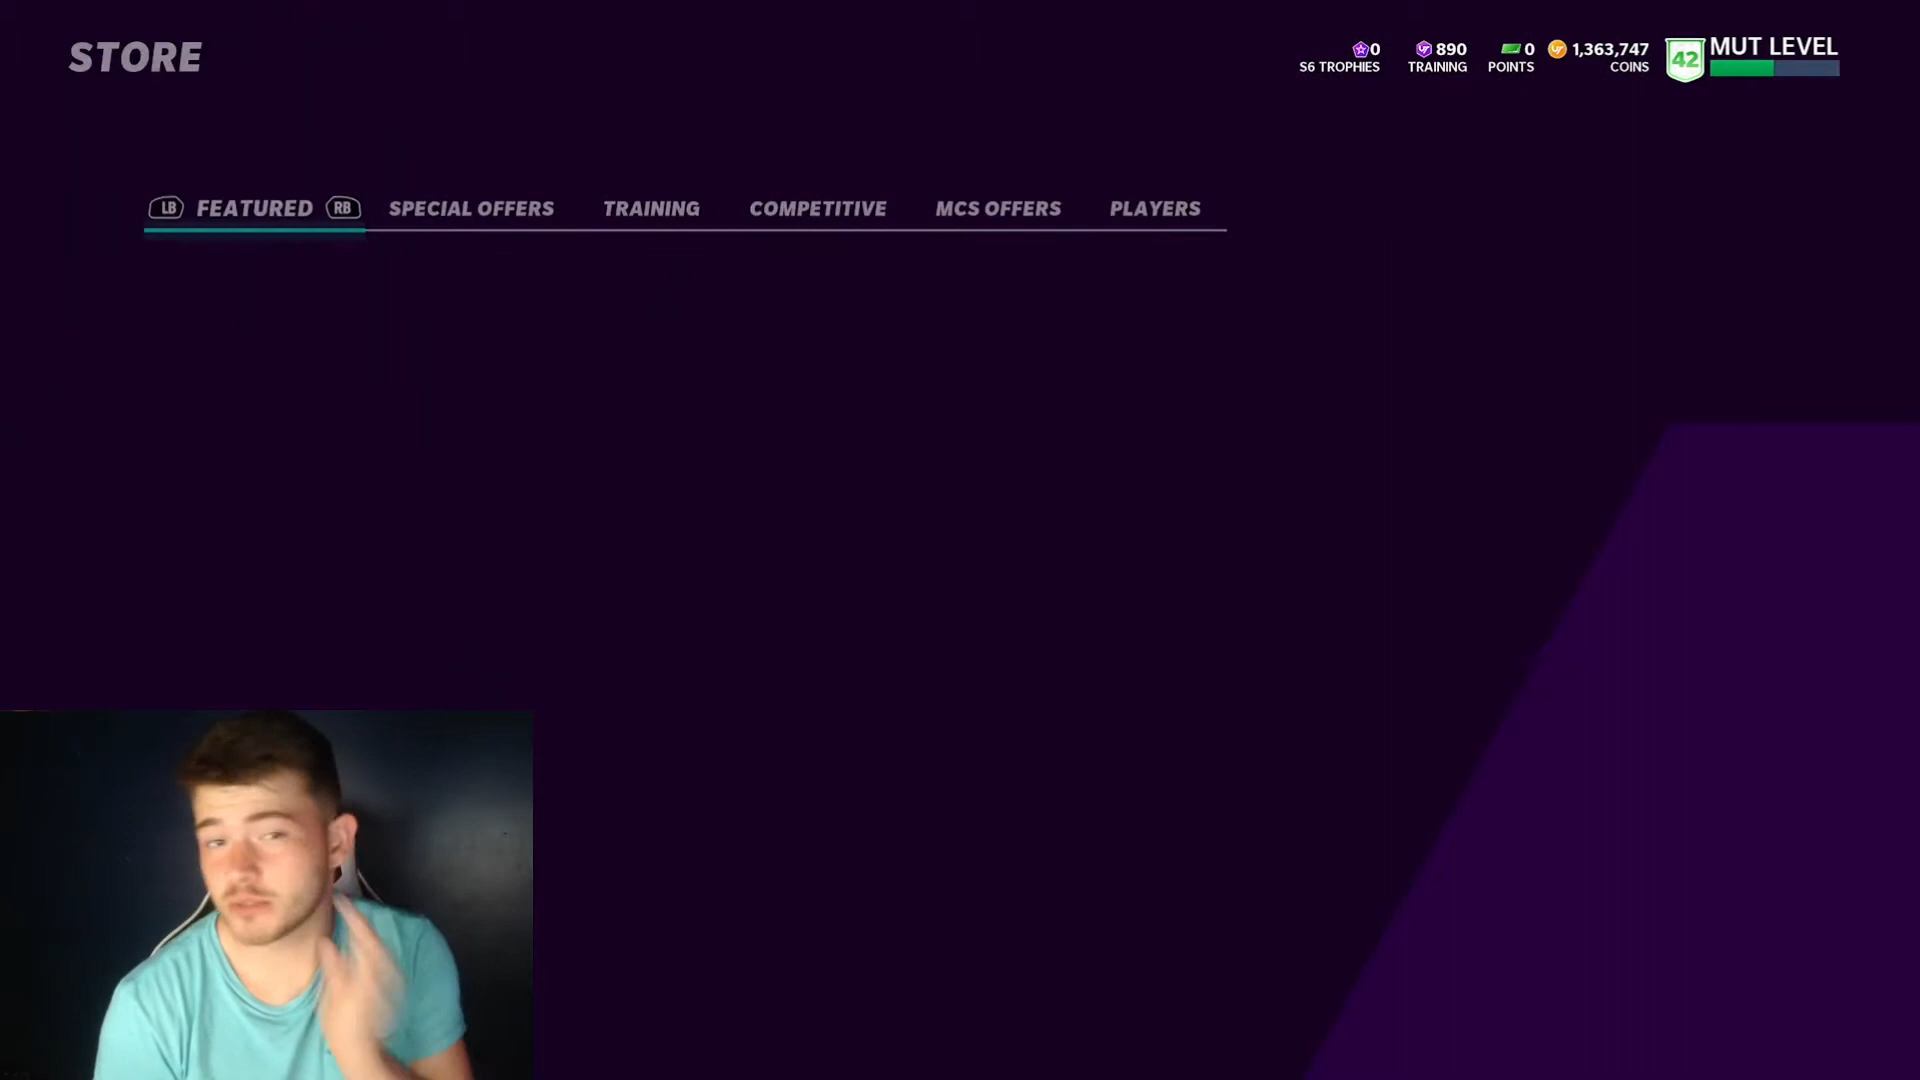 STORE
0
S6 TROPHIES
890
TRAINING
0
POINTS
1,363,747
COINS
42
MUT LEVEL
LB FEATURED RB SPECIAL OFFERS TRAINING COMPETITIVE MCS OFFERS PLAYERS